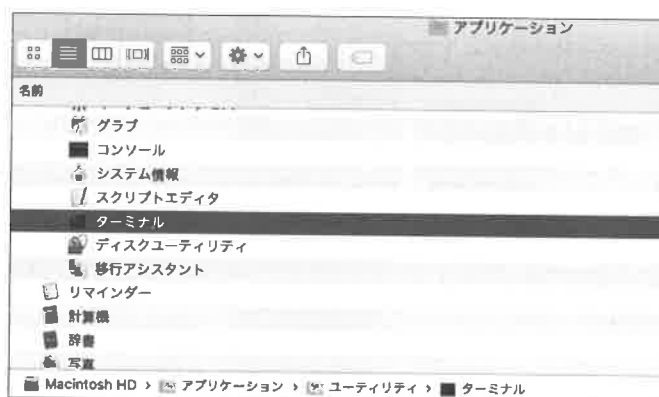 アプリケーション
名前
グラブ
コンソール
システム情報
スクリプトエディタ
ターミナル
ディスクユーティリティ
移行アシスタント
リマインダー
計算機
辞書
写真
Macintosh HD › アプリケーション › ユーティリティ › ターミナル